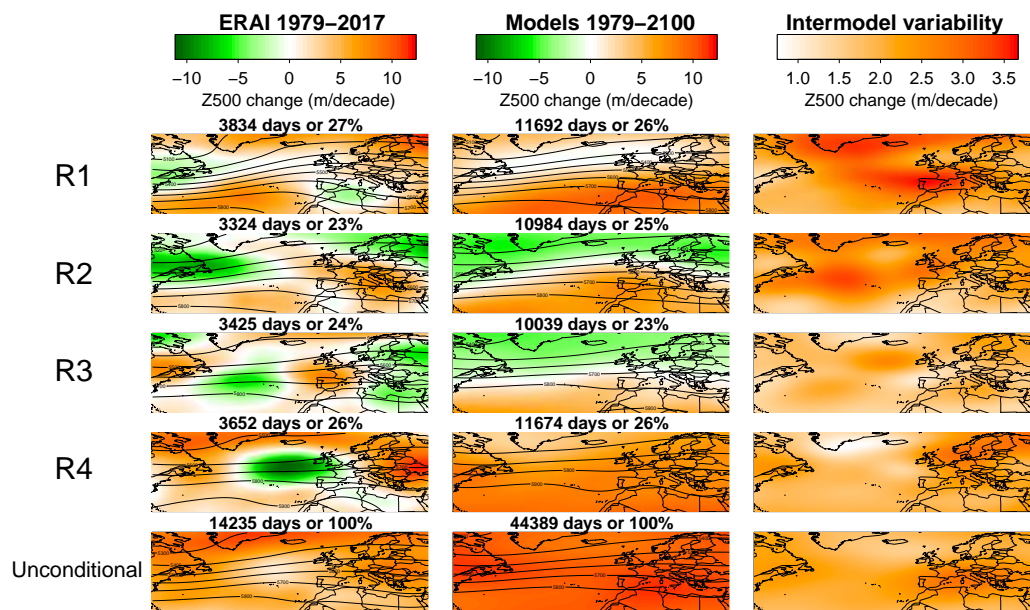 ERAI 1979−2017
Models 1979−2100
Intermodel variability
−10 −5 0 5 10
−10 −5 0 5 10
1.0 1.5 2.0 2.5 3.0 3.5
Z500 change (m/decade)
Z500 change (m/decade)
Z500 change (m/decade)
3834 days or 27%
11692 days or 26%
R1
3324 days or 23%
10984 days or 25%
R2
3425 days or 24%
10039 days or 23%
R3
3652 days or 26%
11674 days or 26%
R4
14235 days or 100%
44389 days or 100%
Unconditional